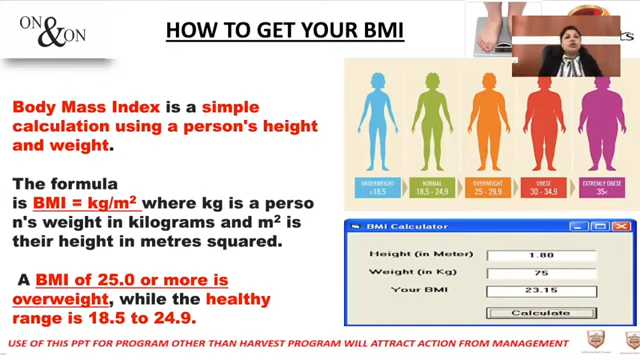 ON
&
ON
HOW TO GET YOUR BMI
Body Mass Index is a simple
calculation using a person's height
and weight.
The formula
is BMI = kg/m² where kg is a perso
n's weight in kilograms and m² is
their height in metres squared.
A BMI of 25.0 or more is
overweight, while the healthy
range is 18.5 to 24.9.
UNDERWEIGHT
<18,5
NORMAL
18,5 - 24,9
OVERWEIGHT
25 - 29,9
OBESE
30 - 34,9
EXTREMLY OBESE
35<
BMI Calculator
Height (in Meter) 1.80
Weight (in Kg) 75
Your BMI 23.15
Calculate
USE OF THIS PPT FOR PROGRAM OTHER THAN HARVEST PROGRAM WILL ATTRACT ACTION FROM MANAGEMENT